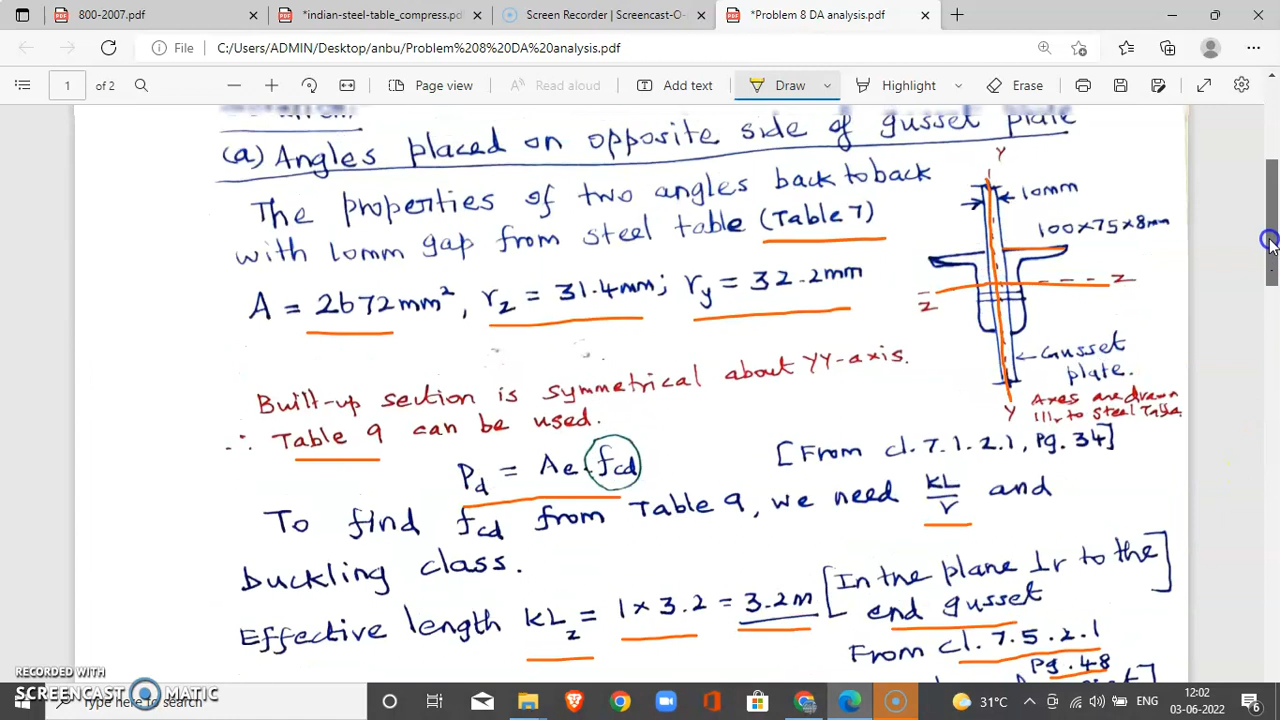 800-2007.pdf
*indian-steel-table_compress.pdf
Screen Recorder | Screencast-O-
*Problem 8 DA analysis.pdf
File
C:/Users/ADMIN/Desktop/anbu/Problem%208%20DA%20analysis.pdf
1 of 2
Page view
Read aloud
Add text
Draw
Highlight
Erase
(a) Angles placed on opposite side of gusset plate
The properties of two angles back to back
with 10mm gap from steel table (Table 7)
A = 2672mm², rz = 31.4mm; ry = 32.2mm
Y
10mm
100x75x8mm
Z
Z
Gusset
plate.
Y
Axes are drawn
lllr to Steel Table.
Built-up section is symmetrical about YY-axis.
∴ Table 9 can be used.
Pd = Ae.fcd
[From cl. 7.1.2.1, Pg. 34]
To find fcd from Table 9, we need KL/r and
buckling class.
Effective length KLz = 1 x 3.2 = 3.2m
[In the plane ⊥r to the
end gusset]
From cl. 7.5.2.1
Pg. 48
RECORDED WITH
SCREENCAST MATIC
Type here to search
31°C
ENG
12:02
03-06-2022
6